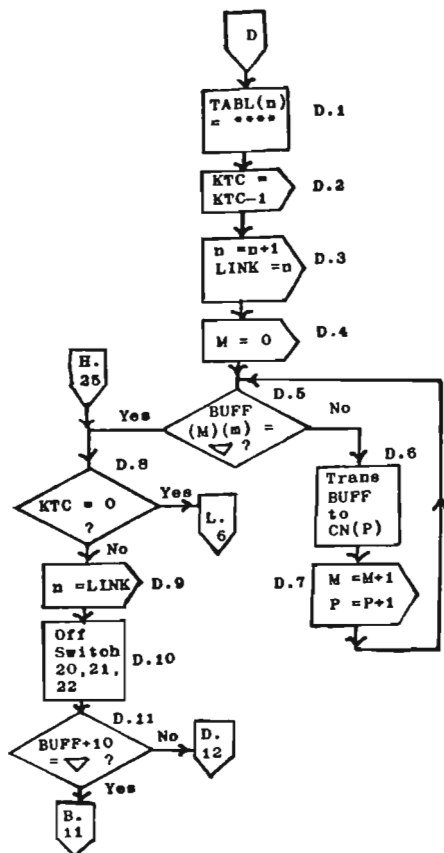 D
TABL(n)
= ****
D.1
KTC =
KTC-1
D.2
n =n+1
LINK =n
D.3
M = 0
D.4
H.
25
D.5
Yes
BUFF
(M)(m) =
▽ ?
No
D.6
Trans
BUFF
to
CN(P)
D.7
M =M+1
P =P+1
D.8
KTC = 0
?
Yes
L.
6
No
n =LINK
D.9
Off
Switch
20,21,
22
D.10
D.11
BUFF+10
= ▽ ?
No
D.
12
Yes
B.
11